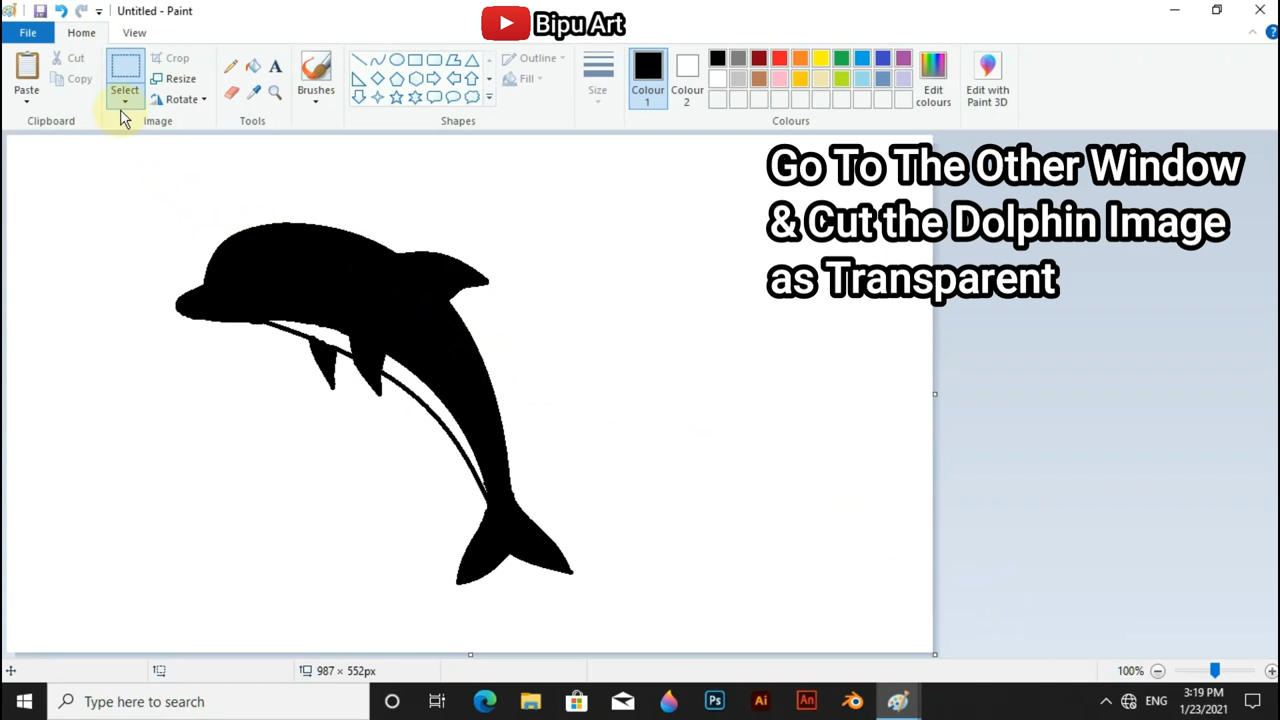 Untitled - Paint
Bipu Art
File
Home
View
Paste
Cut
Copy
Clipboard
Select
Crop
Resize
Rotate
Image
Tools
Brushes
Outline
Fill
Shapes
Size
Colour
1
Colour
2
Edit
colours
Colours
Edit with
Paint 3D
Go To The Other Window
& Cut the Dolphin Image
as Transparent
987 × 552px
100%
Type here to search
Ps
Ai
An
ENG
3:19 PM
1/23/2021